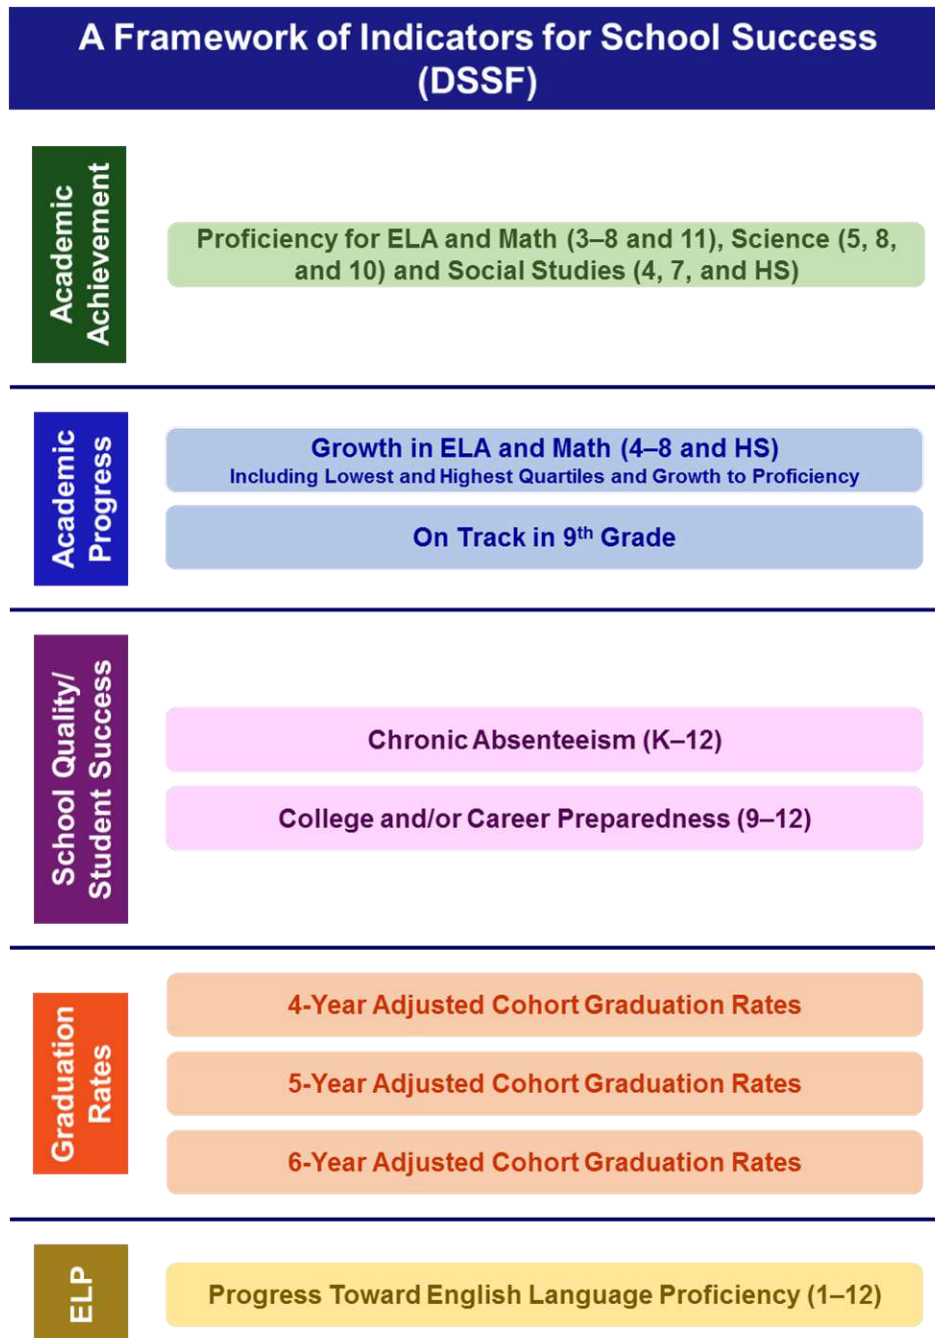 A Framework of Indicators for School Success
(DSSF)
Academic
Achievement
Proficiency for ELA and Math (3–8 and 11), Science (5, 8,
and 10) and Social Studies (4, 7, and HS)
Academic
Progress
Growth in ELA and Math (4–8 and HS)
Including Lowest and Highest Quartiles and Growth to Proficiency
On Track in 9th Grade
School Quality/
Student Success
Chronic Absenteeism (K–12)
College and/or Career Preparedness (9–12)
Graduation
Rates
4-Year Adjusted Cohort Graduation Rates
5-Year Adjusted Cohort Graduation Rates
6-Year Adjusted Cohort Graduation Rates
ELP
Progress Toward English Language Proficiency (1–12)